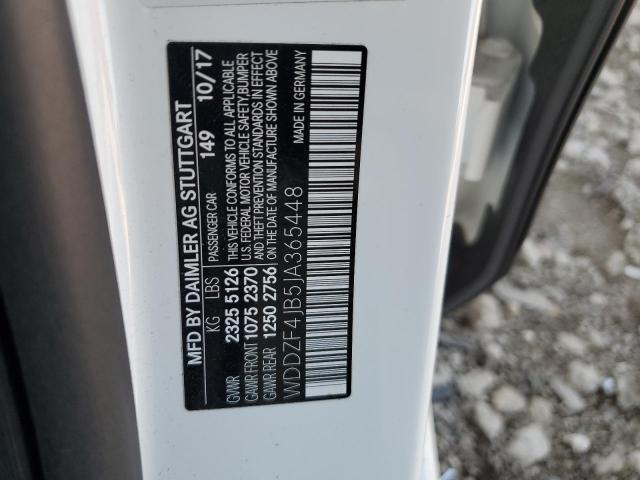 MFD BY DAIMLER AG STUTTGART
PASSENGER CAR 149 10/17
KG LBS
GVWR 2325 5126
GAWR FRONT 1075 2370
GAWR REAR 1250 2756
THIS VEHICLE CONFORMS TO ALL APPLICABLE
U.S. FEDERAL MOTOR VEHICLE SAFETY,BUMPER
AND THEFT PREVENTION STANDARDS IN EFFECT
ON THE DATE OF MANUFACTURE SHOWN ABOVE
WDDZF4JB5JA365448
MADE IN GERMANY